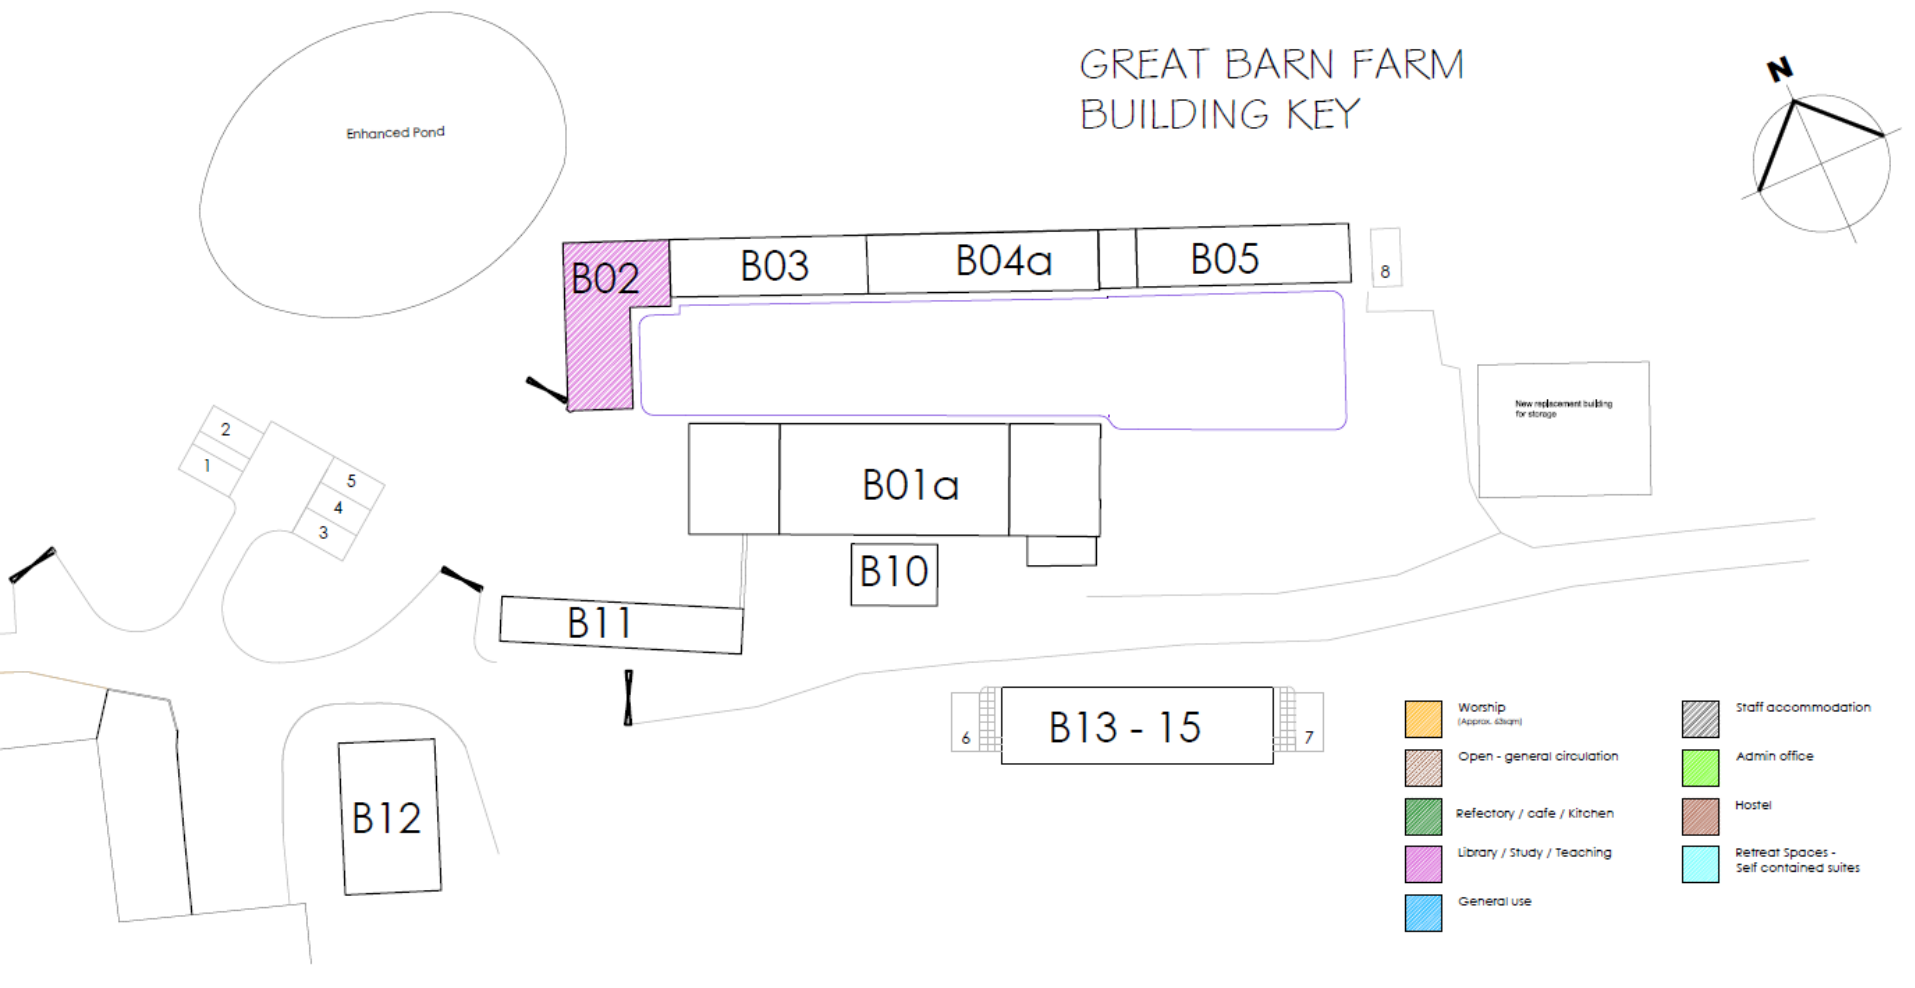 GREAT BARN FARM
BUILDING KEY
N
Enhanced Pond
B02
B03
B04a
B05
8
New replacement building
for storage
2
1
5
4
3
B01a
B10
B11
B12
6
B13 - 15
7
Worship
(Approx. 63sqm)
Open - general circulation
Refectory / cafe / Kitchen
Library / Study / Teaching
General use
Staff accommodation
Admin office
Hostel
Retreat Spaces -
Self contained suites